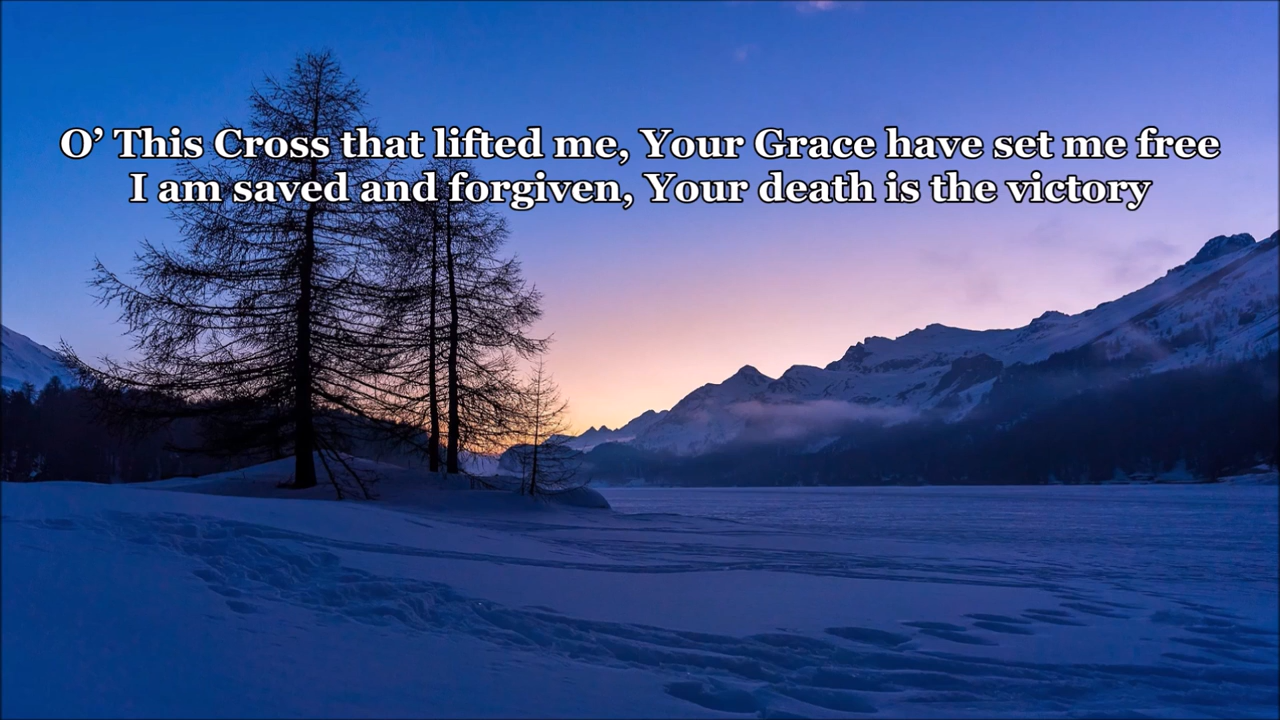 O’ This Cross that lifted me, Your Grace have set me free
I am saved and forgiven, Your death is the victory